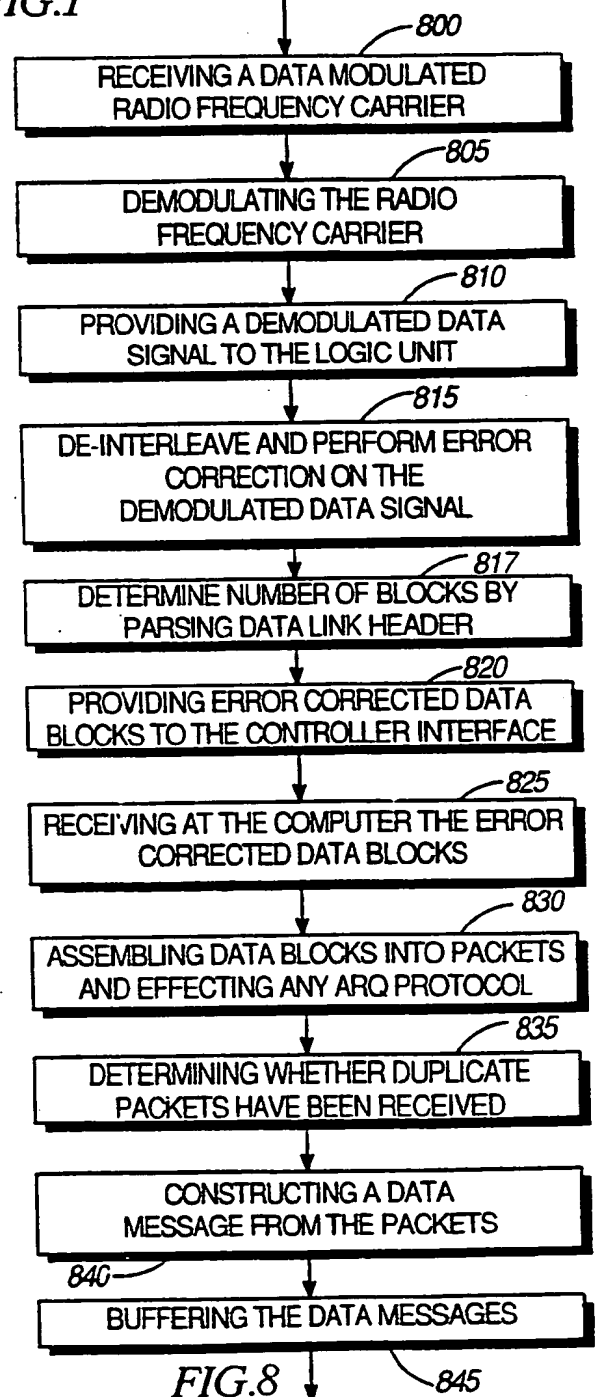 FIG.1
800
RECEIVING A DATA MODULATED
RADIO FREQUENCY CARRIER
805
DEMODULATING THE RADIO
FREQUENCY CARRIER
810
PROVIDING A DEMODULATED DATA
SIGNAL TO THE LOGIC UNIT
815
DE-INTERLEAVE AND PERFORM ERROR
CORRECTION ON THE
DEMODULATED DATA SIGNAL
817
DETERMINE NUMBER OF BLOCKS BY
PARSING DATA LINK HEADER
820
PROVIDING ERROR CORRECTED DATA
BLOCKS TO THE CONTROLLER INTERFACE
825
RECEIVING AT THE COMPUTER THE ERROR
CORRECTED DATA BLOCKS
830
ASSEMBLING DATA BLOCKS INTO PACKETS
AND EFFECTING ANY ARQ PROTOCOL
835
DETERMINING WHETHER DUPLICATE
PACKETS HAVE BEEN RECEIVED
CONSTRUCTING A DATA
MESSAGE FROM THE PACKETS
840
BUFFERING THE DATA MESSAGES
FIG.8
845